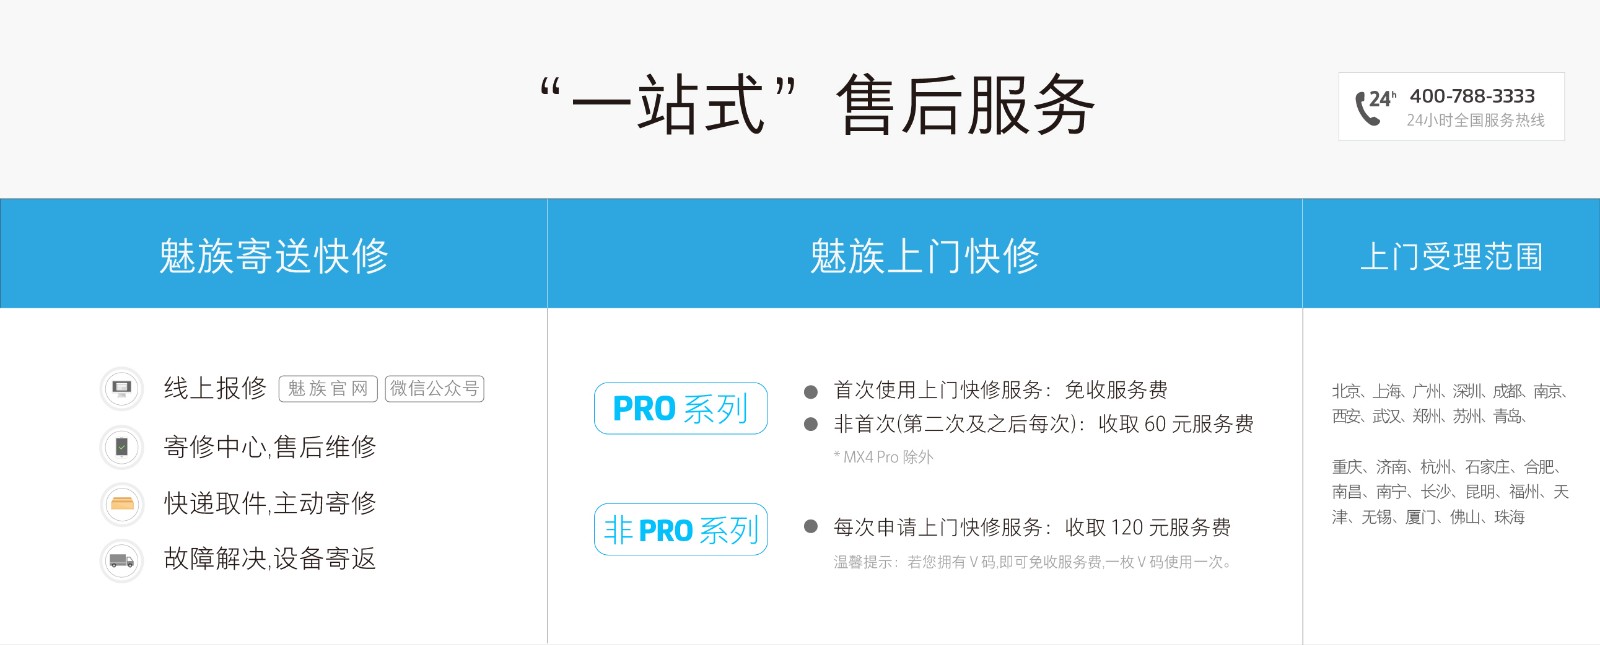 “一站式”售后服务
24h 400-788-3333
24小时全国服务热线
魅族寄送快修
魅族上门快修
上门受理范围
线上报修 魅族官网 微信公众号
寄修中心,售后维修
快递取件,主动寄修
故障解决,设备寄返
PRO 系列
首次使用上门快修服务：免收服务费
非首次(第二次及之后每次)：收取 60 元服务费
* MX4 Pro 除外
非 PRO 系列
每次申请上门快修服务：收取 120 元服务费
温馨提示：若您拥有 V 码,即可免收服务费,一枚 V 码使用一次。
北京、上海、广州、深圳、成都、南京、
西安、武汉、郑州、苏州、青岛、
重庆、济南、杭州、石家庄、合肥、
南昌、南宁、长沙、昆明、福州、天
津、无锡、厦门、佛山、珠海